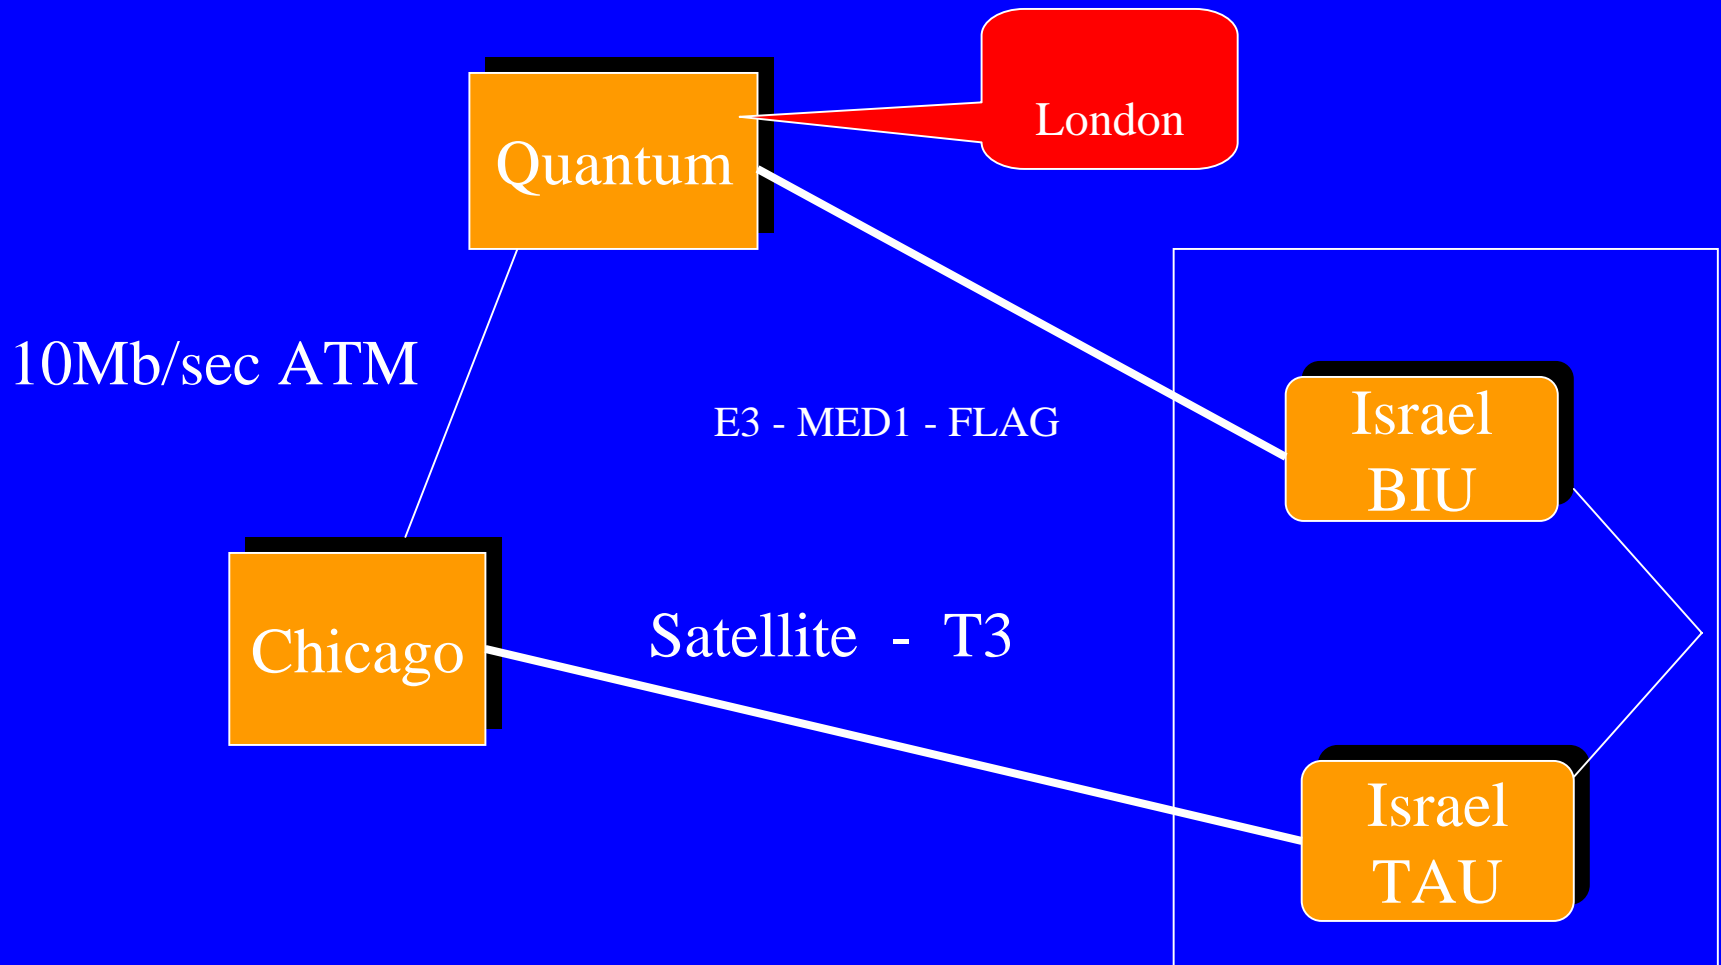 London
Quantum
10Mb/sec ATM
E3 - MED1 - FLAG
Israel
BIU
Chicago
Satellite - T3
Israel
TAU